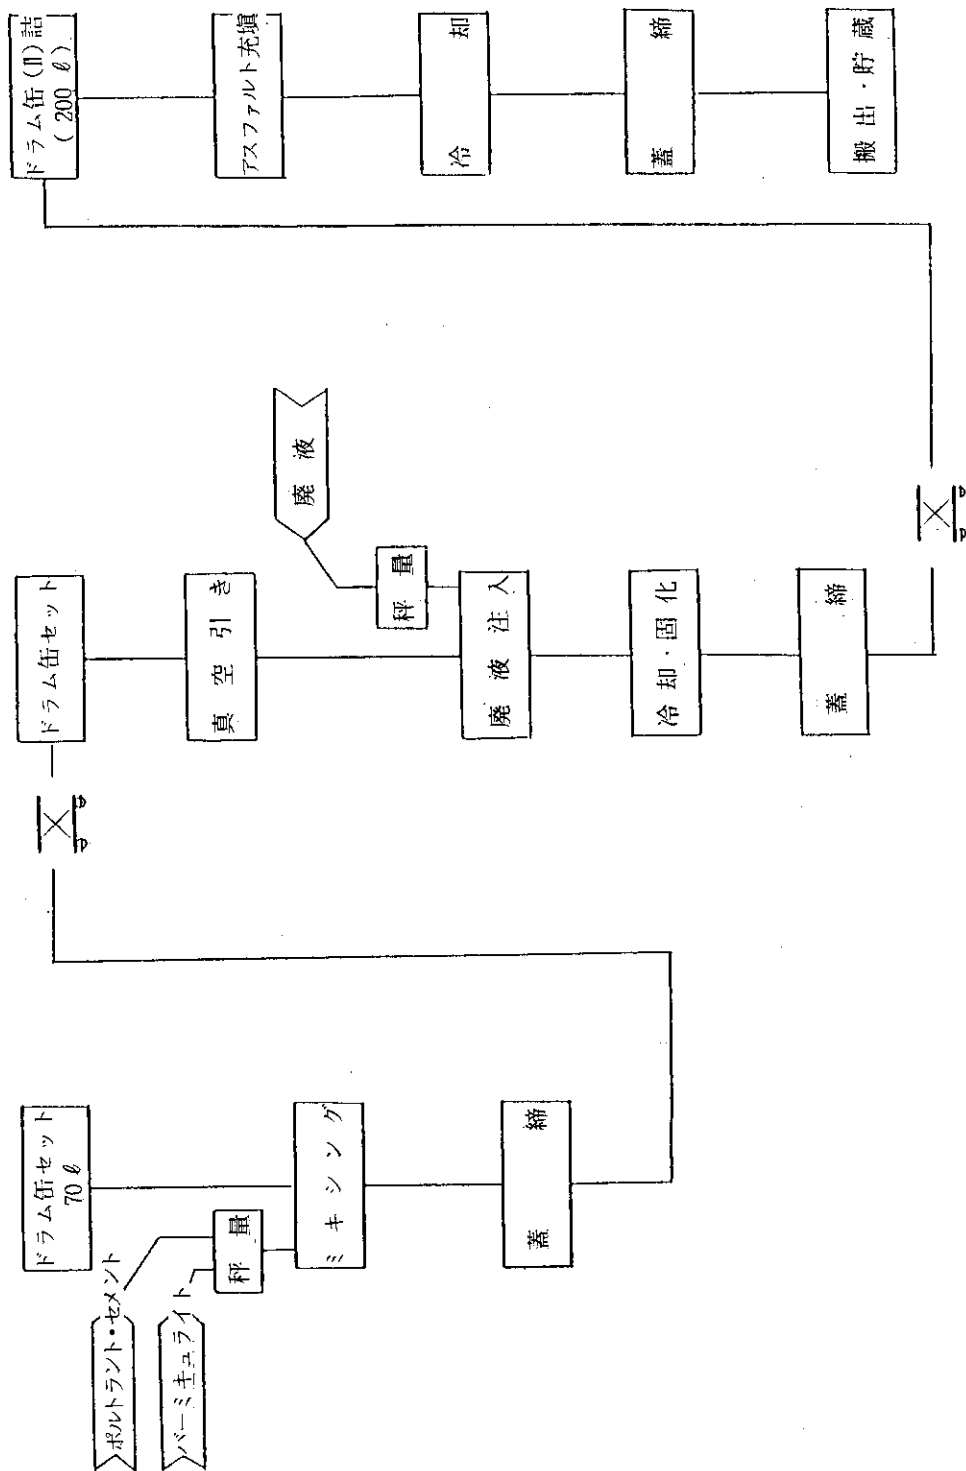 ドラム缶セット
70ℓ
ポルトラント・セメント
バーミキュライト
秤量
ミキシング
蓋締
ドラム缶セット
真空引き
廃液
秤量
廃液注入
冷却・固化
蓋締
ドラム缶(II)詰
(200ℓ)
アスファルト充塡
冷却
蓋締
搬出・貯蔵